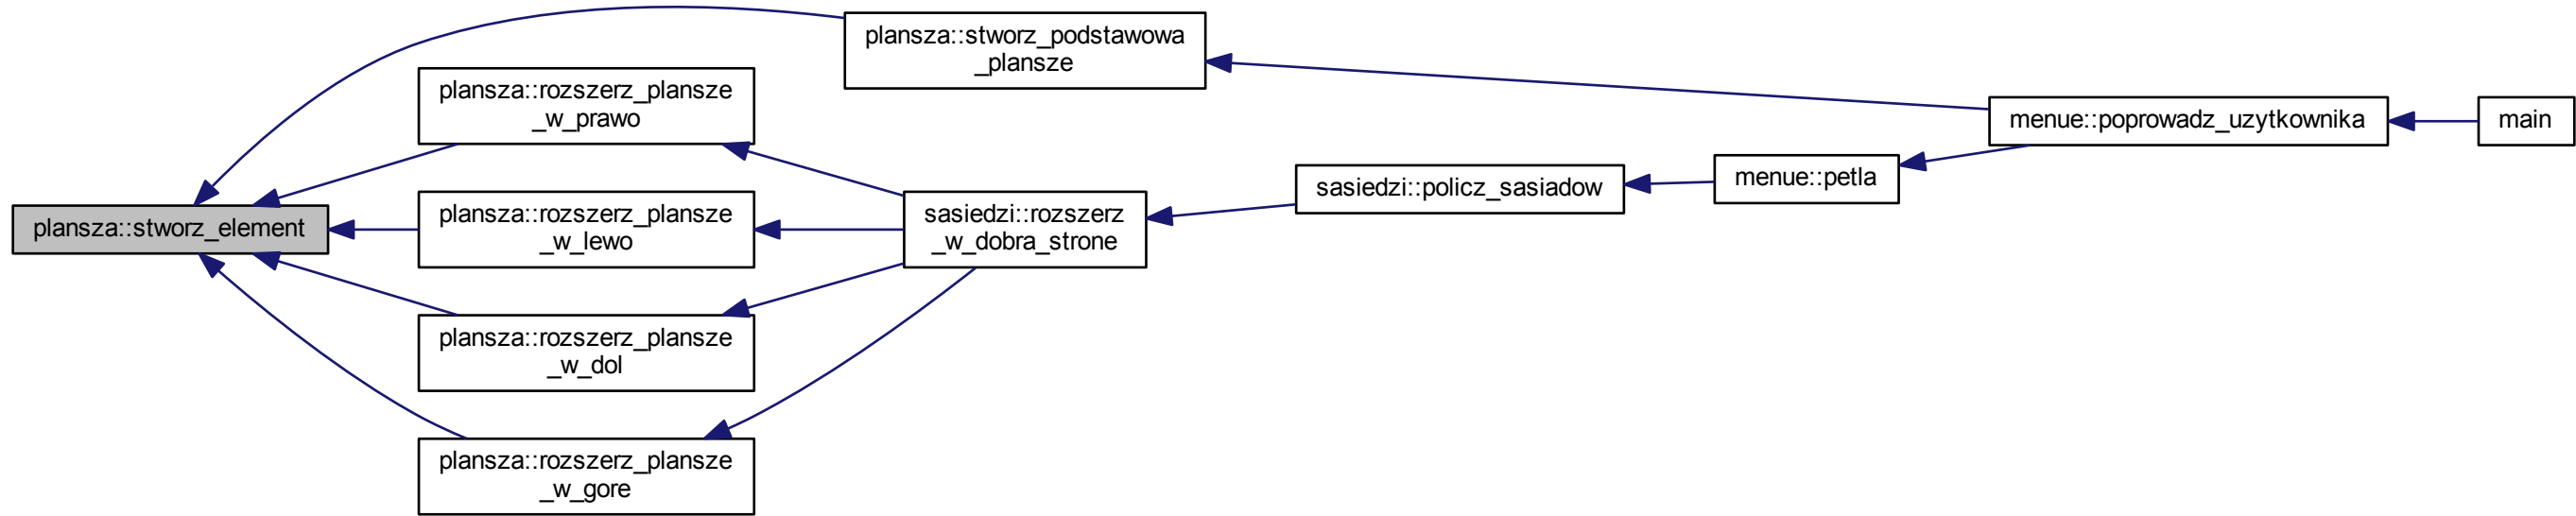 plansza::stworz_podstawowa
_plansze
plansza::rozszerz_plansze
_w_prawo
menue::poprowadz_uzytkownika
main
sasiedzi::policz_sasiadow
menue::petla
plansza::stworz_element
plansza::rozszerz_plansze
_w_lewo
sasiedzi::rozszerz
_w_dobra_strone
plansza::rozszerz_plansze
_w_dol
plansza::rozszerz_plansze
_w_gore